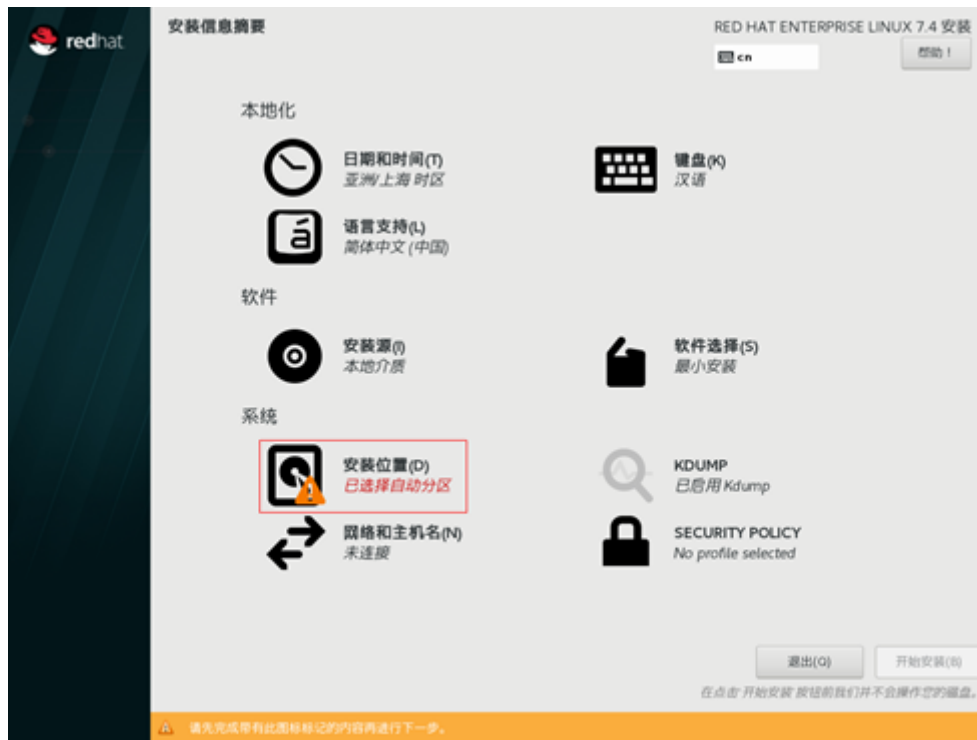 redhat
安装信息摘要
RED HAT ENTERPRISE LINUX 7.4 安装
cn
帮助！
本地化
日期和时间(T)
亚洲/上海 时区
键盘(K)
汉语
语言支持(L)
简体中文 (中国)
软件
安装源(I)
本地介质
软件选择(S)
最小安装
系统
安装位置(D)
已选择自动分区
KDUMP
已启用 Kdump
网络和主机名(N)
未连接
SECURITY POLICY
No profile selected
退出(Q)
开始安装(B)
在点击'开始安装'按钮前我们并不会操作您的磁盘。
请先完成带有此图标标记的内容再进行下一步。